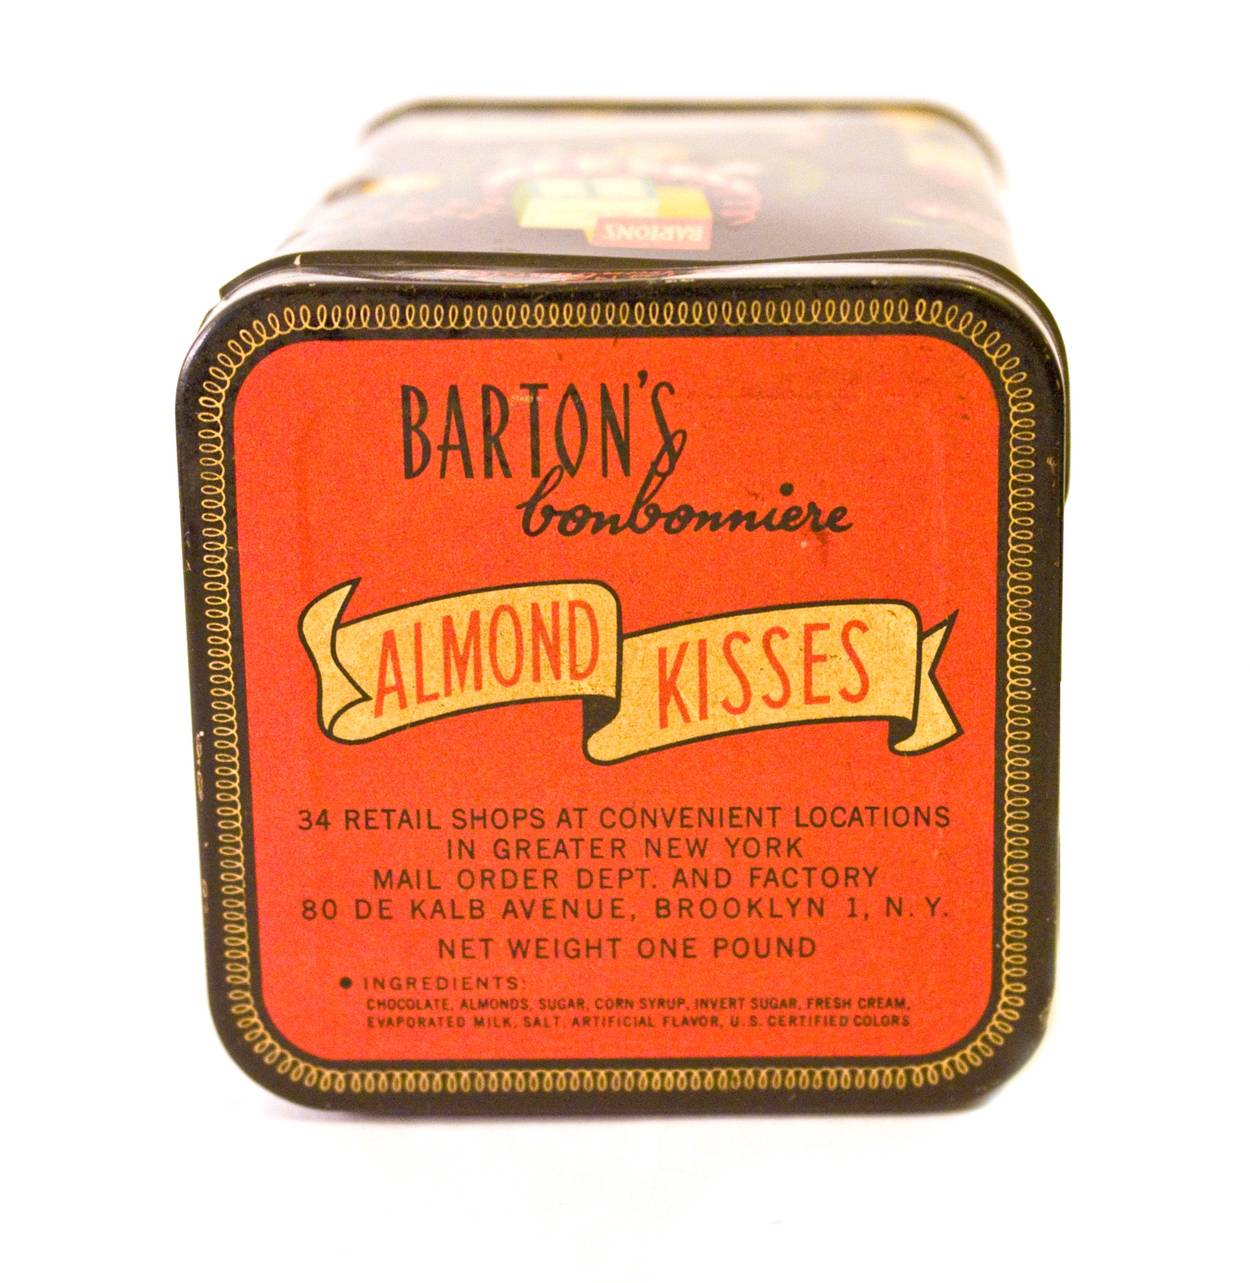 BARTON'S
BARTON'S
bonbonniere
ALMOND KISSES
34 RETAIL SHOPS AT CONVENIENT LOCATIONS
IN GREATER NEW YORK
MAIL ORDER DEPT. AND FACTORY
80 DE KALB AVENUE, BROOKLYN 1, N. Y.
NET WEIGHT ONE POUND
• INGREDIENTS:
CHOCOLATE, ALMONDS, SUGAR, CORN SYRUP, INVERT SUGAR, FRESH CREAM,
EVAPORATED MILK, SALT, ARTIFICIAL FLAVOR, U.S. CERTIFIED COLORS